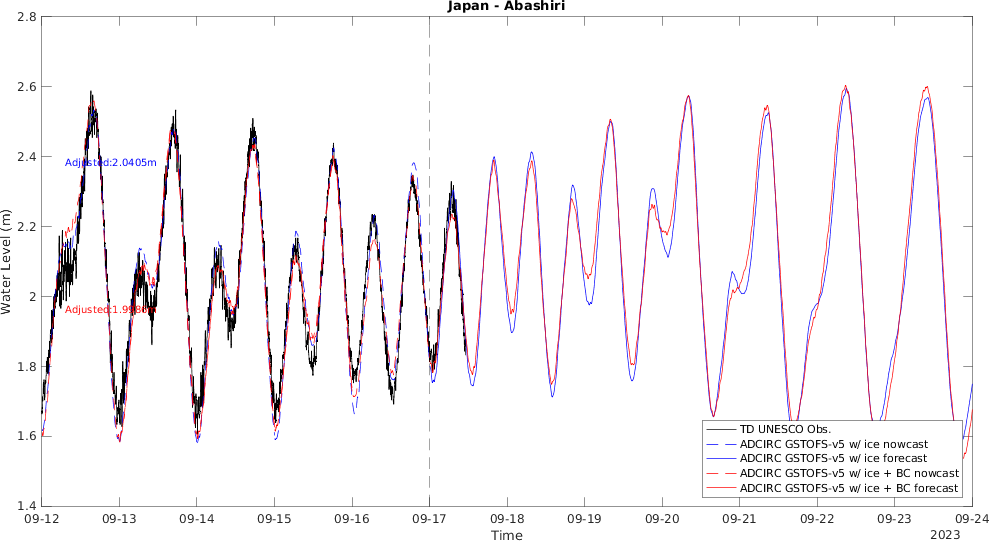 Japan - Abashiri
2.8
2.6
2.4
2.2
2
1.8
1.6
1.4
Water Level (m)
Adjusted:2.0405m
TD UNESCO Obs.
ADCIRC GSTOFS-v5 w/ ice nowcast
ADCIRC GSTOFS-v5 w/ ice forecast
ADCIRC GSTOFS-v5 w/ ice + BC nowcast
ADCIRC GSTOFS-v5 w/ ice + BC forecast
09-12
09-13
09-14
09-15
09-16
09-17
09-18
09-19
09-20
09-21
09-22
09-23
09-24
Time
2023